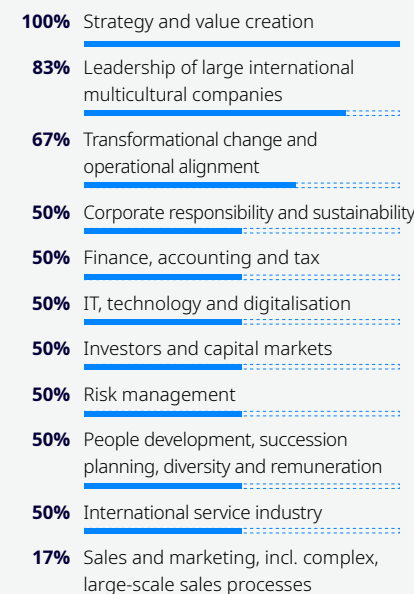 100% Strategy and value creation
83% Leadership of large international
multicultural companies
67% Transformational change and
operational alignment
50% Corporate responsibility and sustainability
50% Finance, accounting and tax
50% IT, technology and digitalisation
50% Investors and capital markets
50% Risk management
50% People development, succession
planning, diversity and remuneration
50% International service industry
17% Sales and marketing, incl. complex,
large-scale sales processes